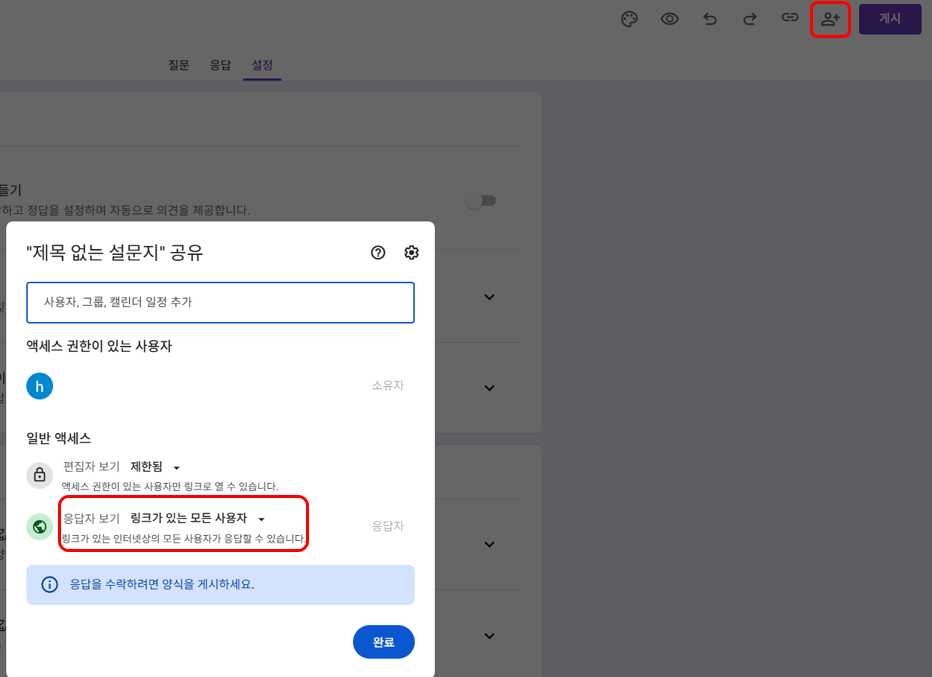 게시
질문 응답 설정
들기
하고 정답을 설정하며 자동으로 의견을 제공합니다.
"제목 없는 설문지" 공유
사용자, 그룹, 캘린더 일정 추가
액세스 권한이 있는 사용자
h 소유자
일반 액세스
편집자 보기 제한됨
액세스 권한이 있는 사용자만 링크로 열 수 있습니다.
응답자 보기 링크가 있는 모든 사용자
링크가 있는 인터넷상의 모든 사용자가 응답할 수 있습니다.
응답자
응답을 수락하려면 양식을 게시하세요.
완료